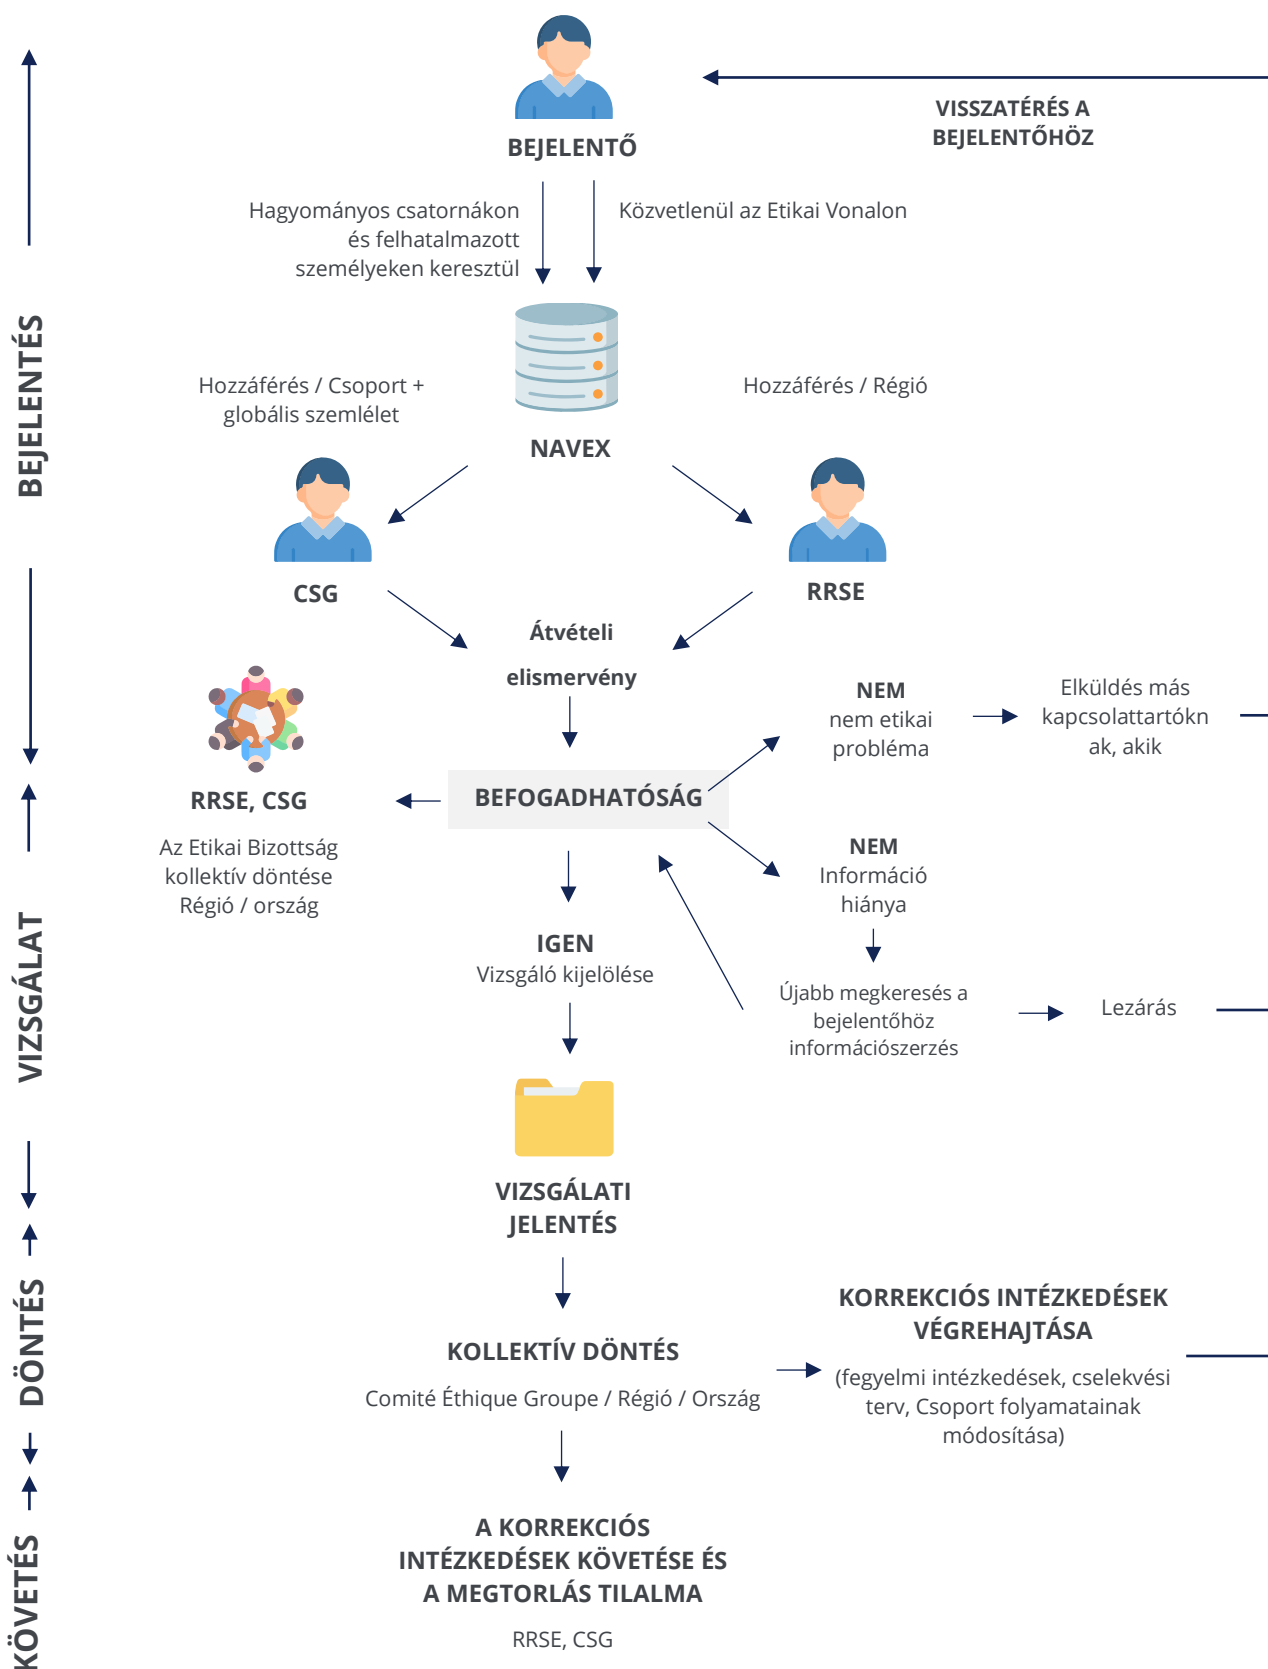 BEJELENTŐ
VISSZATÉRÉS A
BEJELENTŐHÖZ
Hagyományos csatornákon
és felhatalmazott
személyeken keresztül
Közvetlenül az Etikai Vonalon
BEJELENTÉS
Hozzáférés / Csoport +
globális szemlélet
Hozzáférés / Régió
NAVEX
CSG
RRSE
Átvételi
elismervény
NEM
nem etikai
probléma
Elküldés más
kapcsolattartókn
ak, akik
RRSE, CSG
Az Etikai Bizottság
kollektív döntése
Régió / ország
BEFOGADHATÓSÁG
NEM
Információ
hiánya
VIZSGÁLAT
IGEN
Vizsgáló kijelölése
Újabb megkeresés a
bejelentőhöz
információszerzés
Lezárás
VIZSGÁLATI
JELENTÉS
DÖNTÉS
KOLLEKTÍV DÖNTÉS
Comité Éthique Groupe / Régió / Ország
KORREKCIÓS INTÉZKEDÉSEK
VÉGREHAJTÁSA
(fegyelmi intézkedések, cselekvési
terv, Csoport folyamatainak
módosítása)
KÖVETÉS
A KORREKCIÓS
INTÉZKEDÉSEK KÖVETÉSE ÉS
A MEGTORLÁS TILALMA
RRSE, CSG